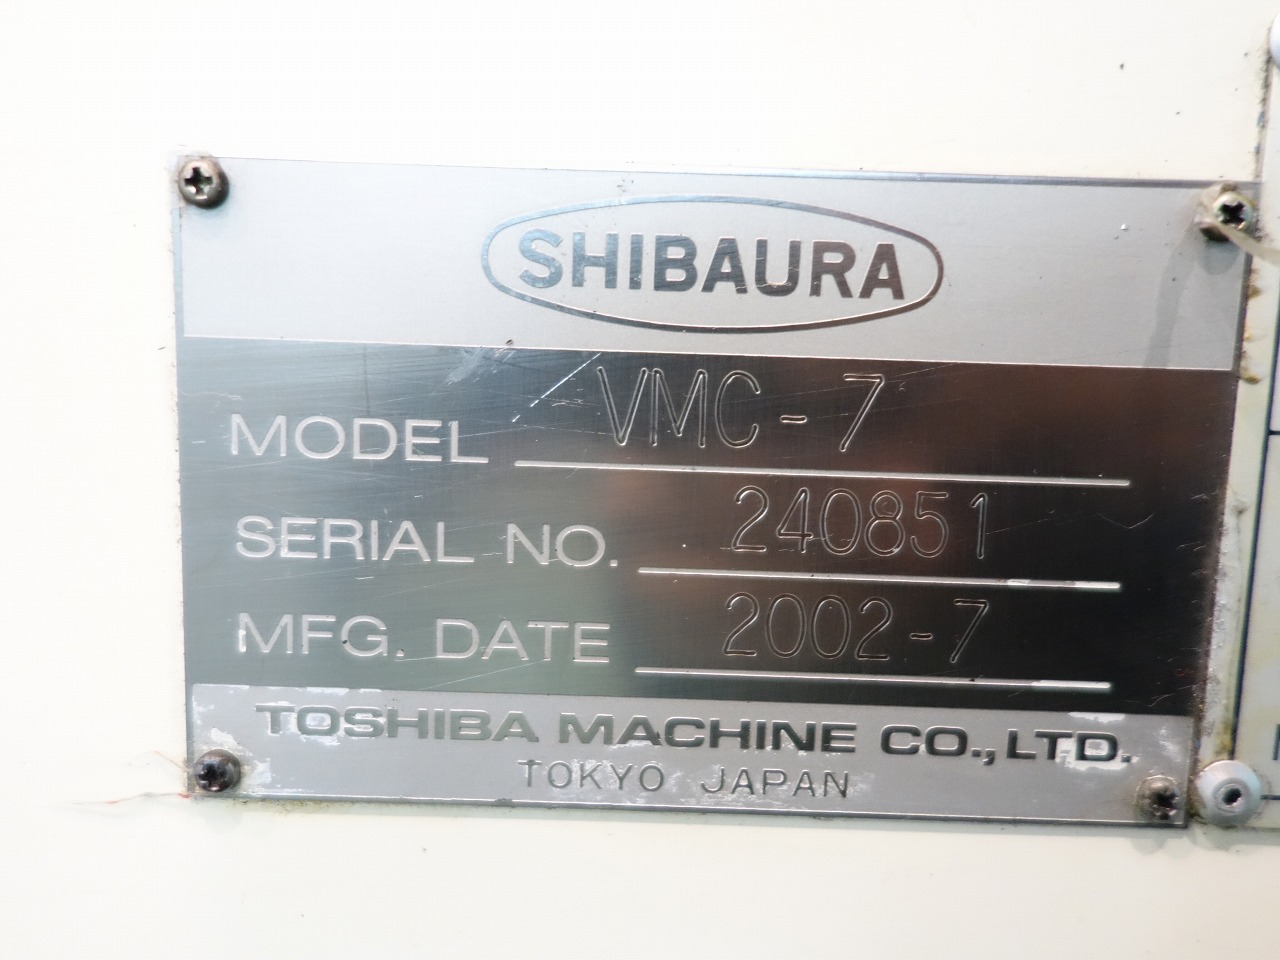 SHIBAURA
MODEL VMC-7
SERIAL NO. 240851
MFG. DATE 2002-7
TOSHIBA MACHINE CO., LTD.
TOKYO JAPAN